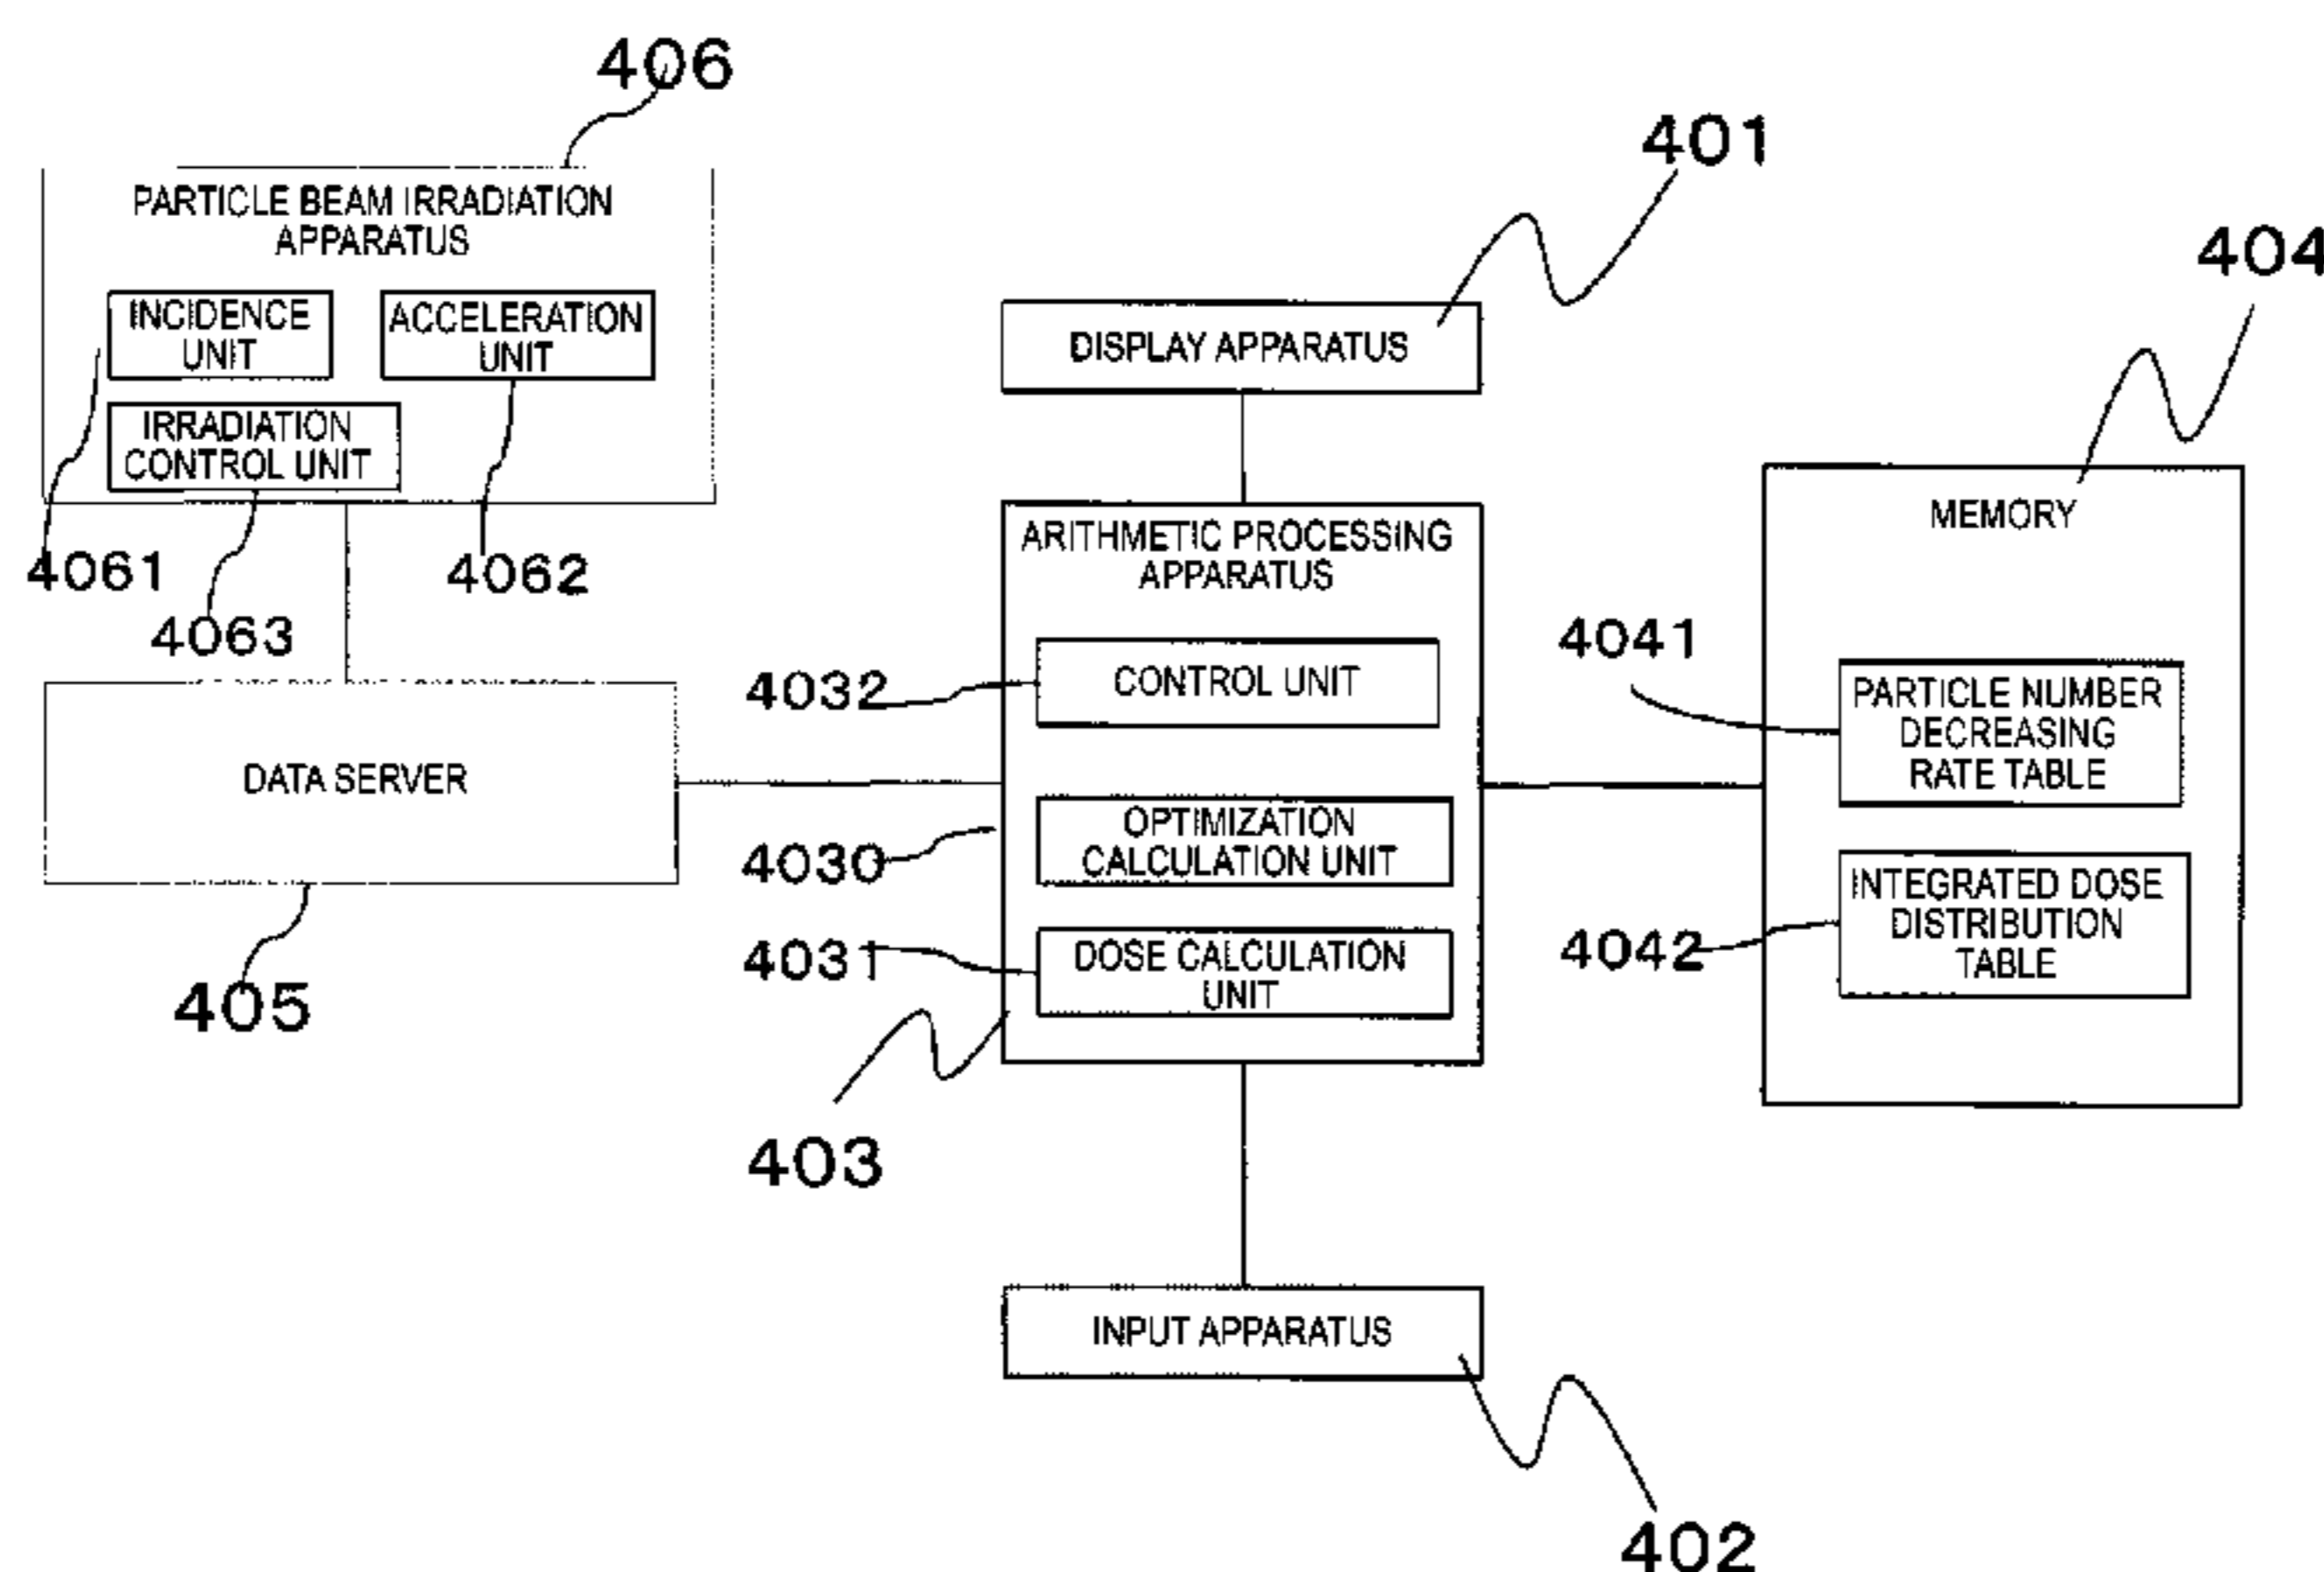 406
PARTICLE BEAM IRRADIATION
APPARATUS
INCIDENCE
UNIT
ACCELERATION
UNIT
IRRADIATION
CONTROL UNIT
4061
4062
4063
DATA SERVER
405
401
DISPLAY APPARATUS
ARITHMETIC PROCESSING
APPARATUS
4032
CONTROL UNIT
4030
OPTIMIZATION
CALCULATION UNIT
4031
DOSE CALCULATION
UNIT
403
INPUT APPARATUS
402
404
MEMORY
4041
PARTICLE NUMBER
DECREASING
RATE TABLE
4042
INTEGRATED DOSE
DISTRIBUTION
TABLE